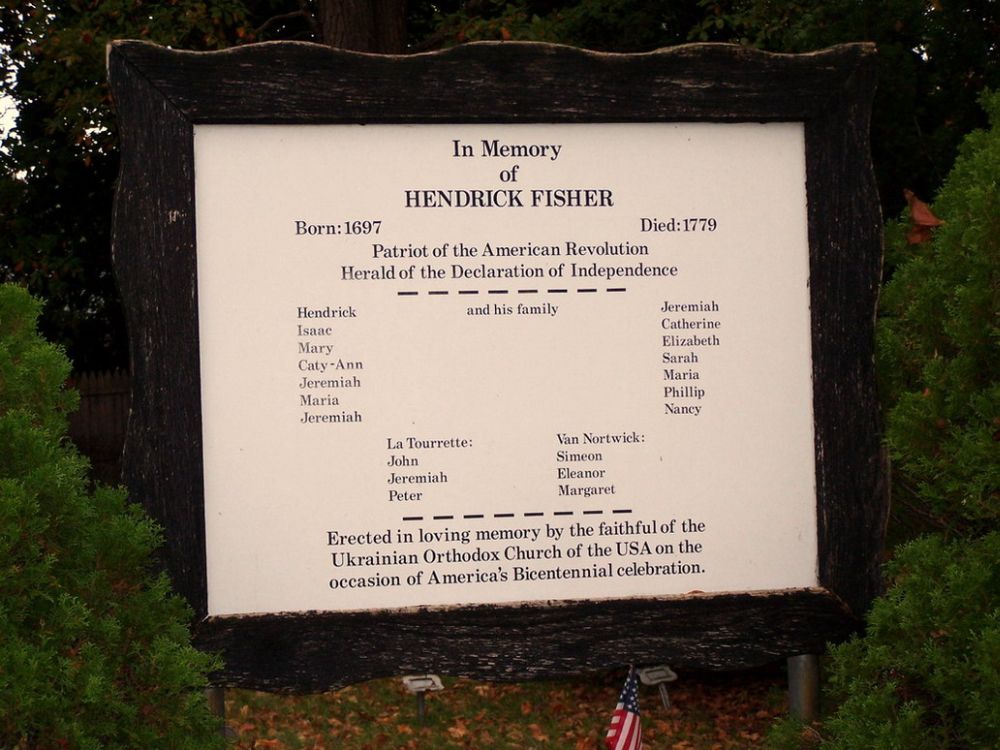 In Memory
of
HENDRICK FISHER
Born: 1697
Died: 1779
Patriot of the American Revolution
Herald of the Declaration of Independence
and his family
Hendrick
Isaac
Mary
Caty-Ann
Jeremiah
Maria
Jeremiah
Jeremiah
Catherine
Elizabeth
Sarah
Maria
Phillip
Nancy
La Tourrette:
John
Jeremiah
Peter
Van Nortwick:
Simeon
Eleanor
Margaret
Erected in loving memory by the faithful of the
Ukrainian Orthodox Church of the USA on the
occasion of America's Bicentennial celebration.